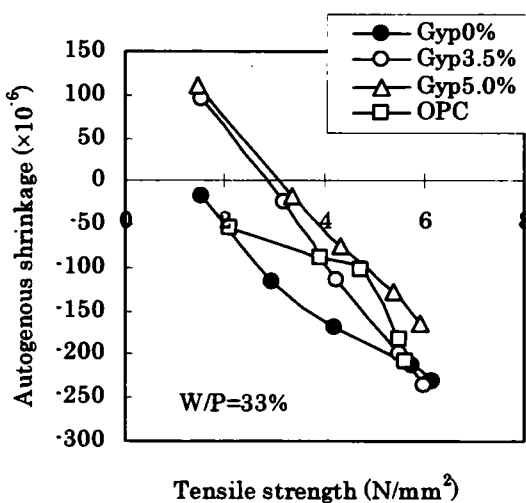 150
100
50
0
-50
-100
-150
-200
-250
-300
Autogenous shrinkage (×10⁻⁶)
0
2
4
6
8
Gyp0%
Gyp3.5%
Gyp5.0%
OPC
W/P=33%
Tensile strength (N/mm²)